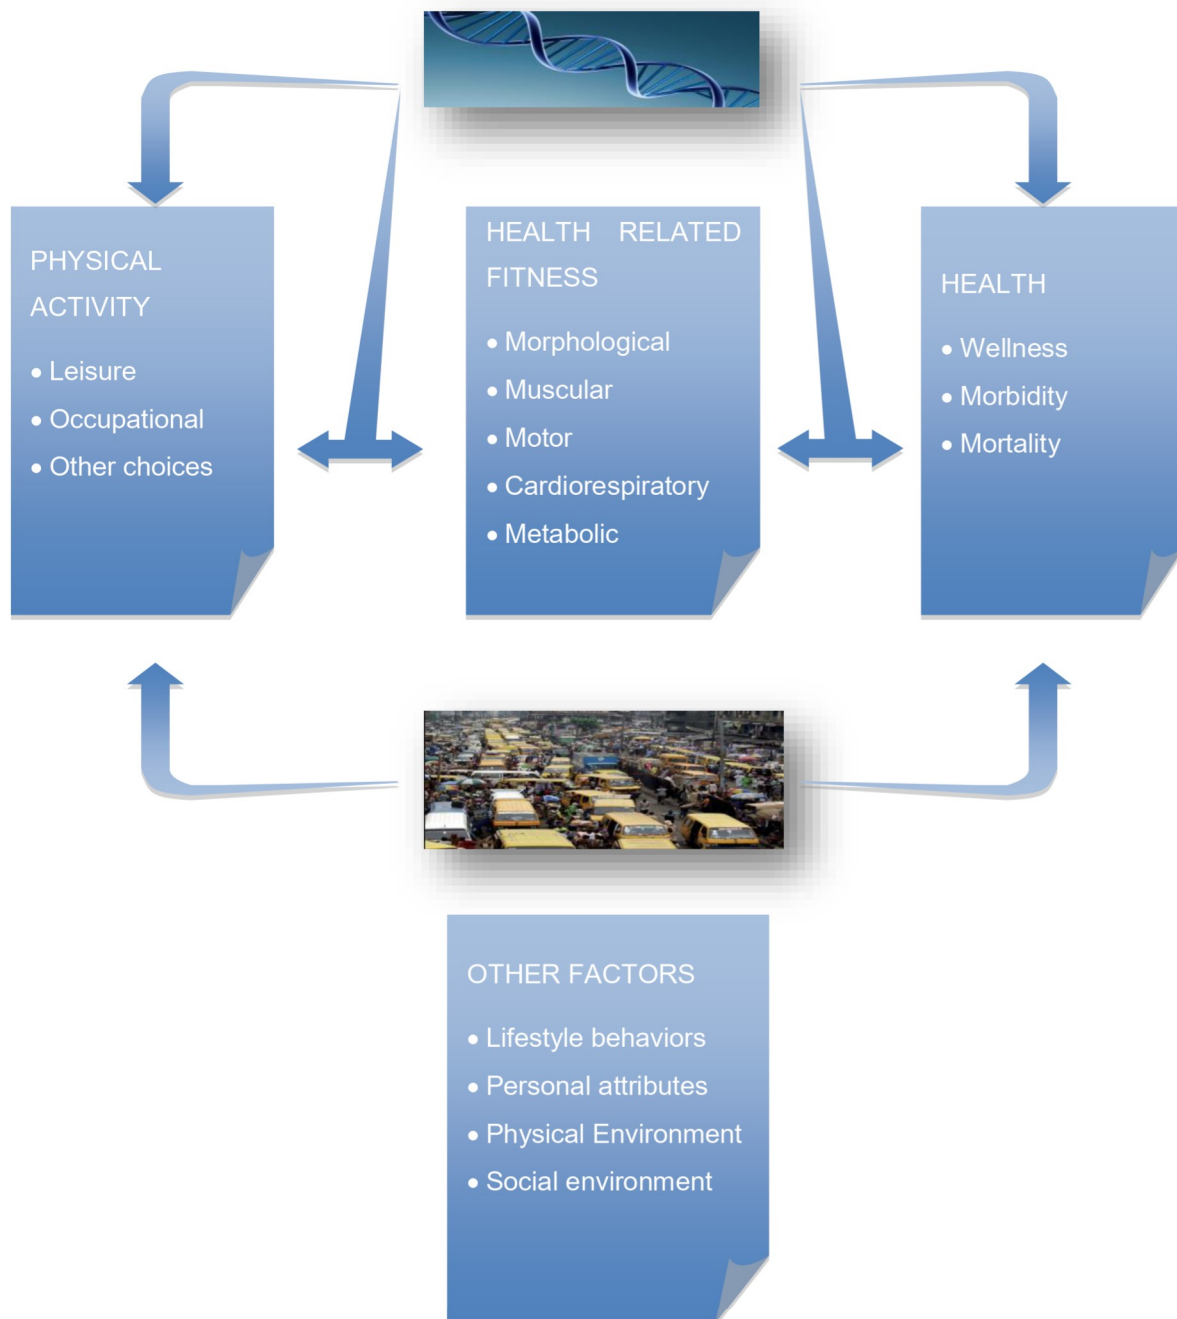 PHYSICAL
ACTIVITY
• Leisure
• Occupational
• Other choices
HEALTH RELATED
FITNESS
• Morphological
• Muscular
• Motor
• Cardiorespiratory
• Metabolic
HEALTH
• Wellness
• Morbidity
• Mortality
OTHER FACTORS
• Lifestyle behaviors
• Personal attributes
• Physical Environment
• Social environment